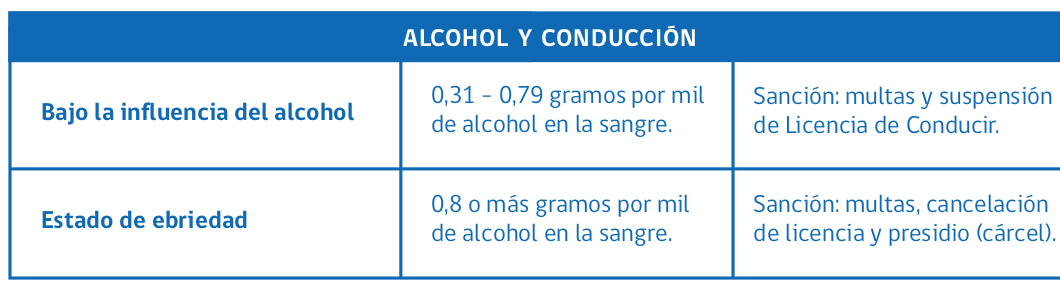 ALCOHOL Y CONDUCCIÓN
Bajo la influencia del alcohol
0,31 – 0,79 gramos por mil
de alcohol en la sangre.
Sanción: multas y suspensión
de Licencia de Conducir.
Estado de ebriedad
0,8 o más gramos por mil
de alcohol en la sangre.
Sanción: multas, cancelación
de licencia y presidio (cárcel).